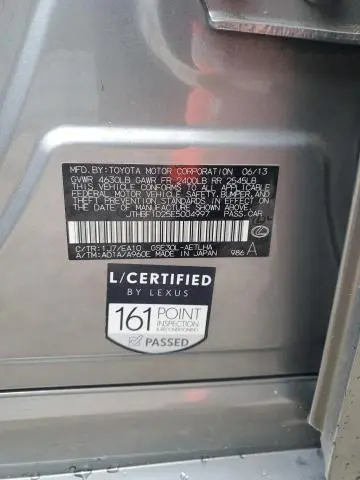 MFD.BY:TOYOTA MOTOR CORPORATION 06/13
GVWR 4630LB GAWR FR 2400LB RR 2545LB
THIS VEHICLE CONFORMS TO ALL APPLICABLE
FEDERAL MOTOR VEHICLE SAFETY, BUMPER, AND
THEFT PREVENTION STANDARDS IN EFFECT ON
THE DATE OF MANUFACTURE SHOWN ABOVE.
JTHBF1D25E5004997 PASS.CAR
C/TR:1J7/EA10 GSE30L-AETLHA
A/TM:A01A/A960E MADE IN JAPAN 986 A
L/CERTIFIED
BY LEXUS
161 POINT
INSPECTION
& RECONDITIONING
PASSED